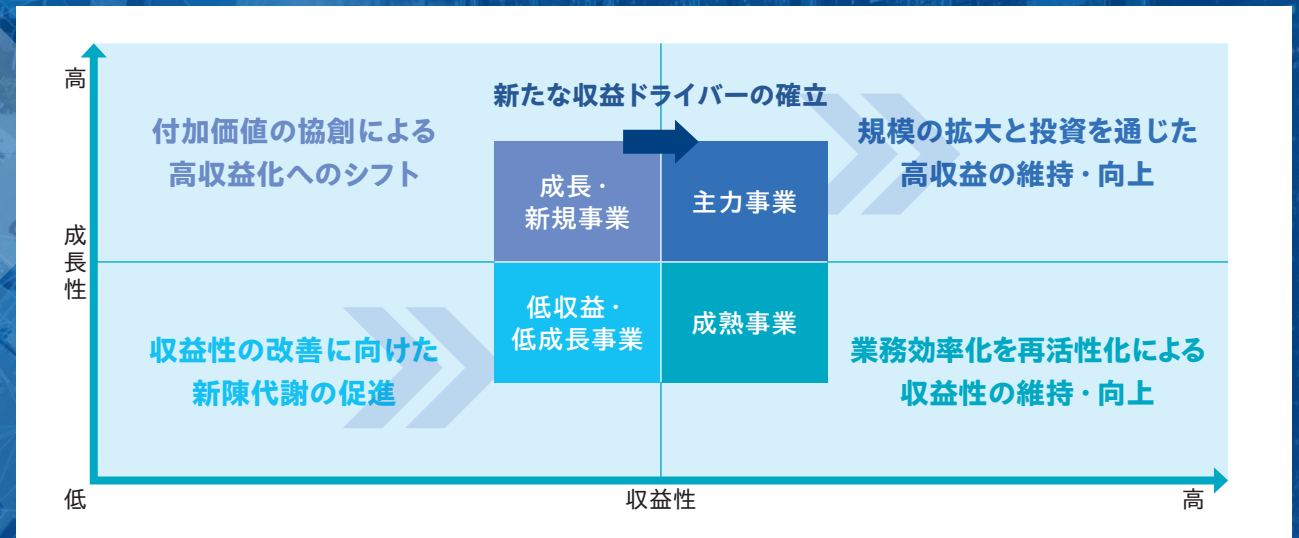 高
新たな収益ドライバーの確立
付加価値の協創による
高収益化へのシフト
規模の拡大と投資を通じた
高収益の維持・向上
成長・
新規事業
主力事業
成長性
低収益・
低成長事業
成熟事業
収益性の改善に向けた
新陳代謝の促進
業務効率化を再活性化による
収益性の維持・向上
低
収益性
高